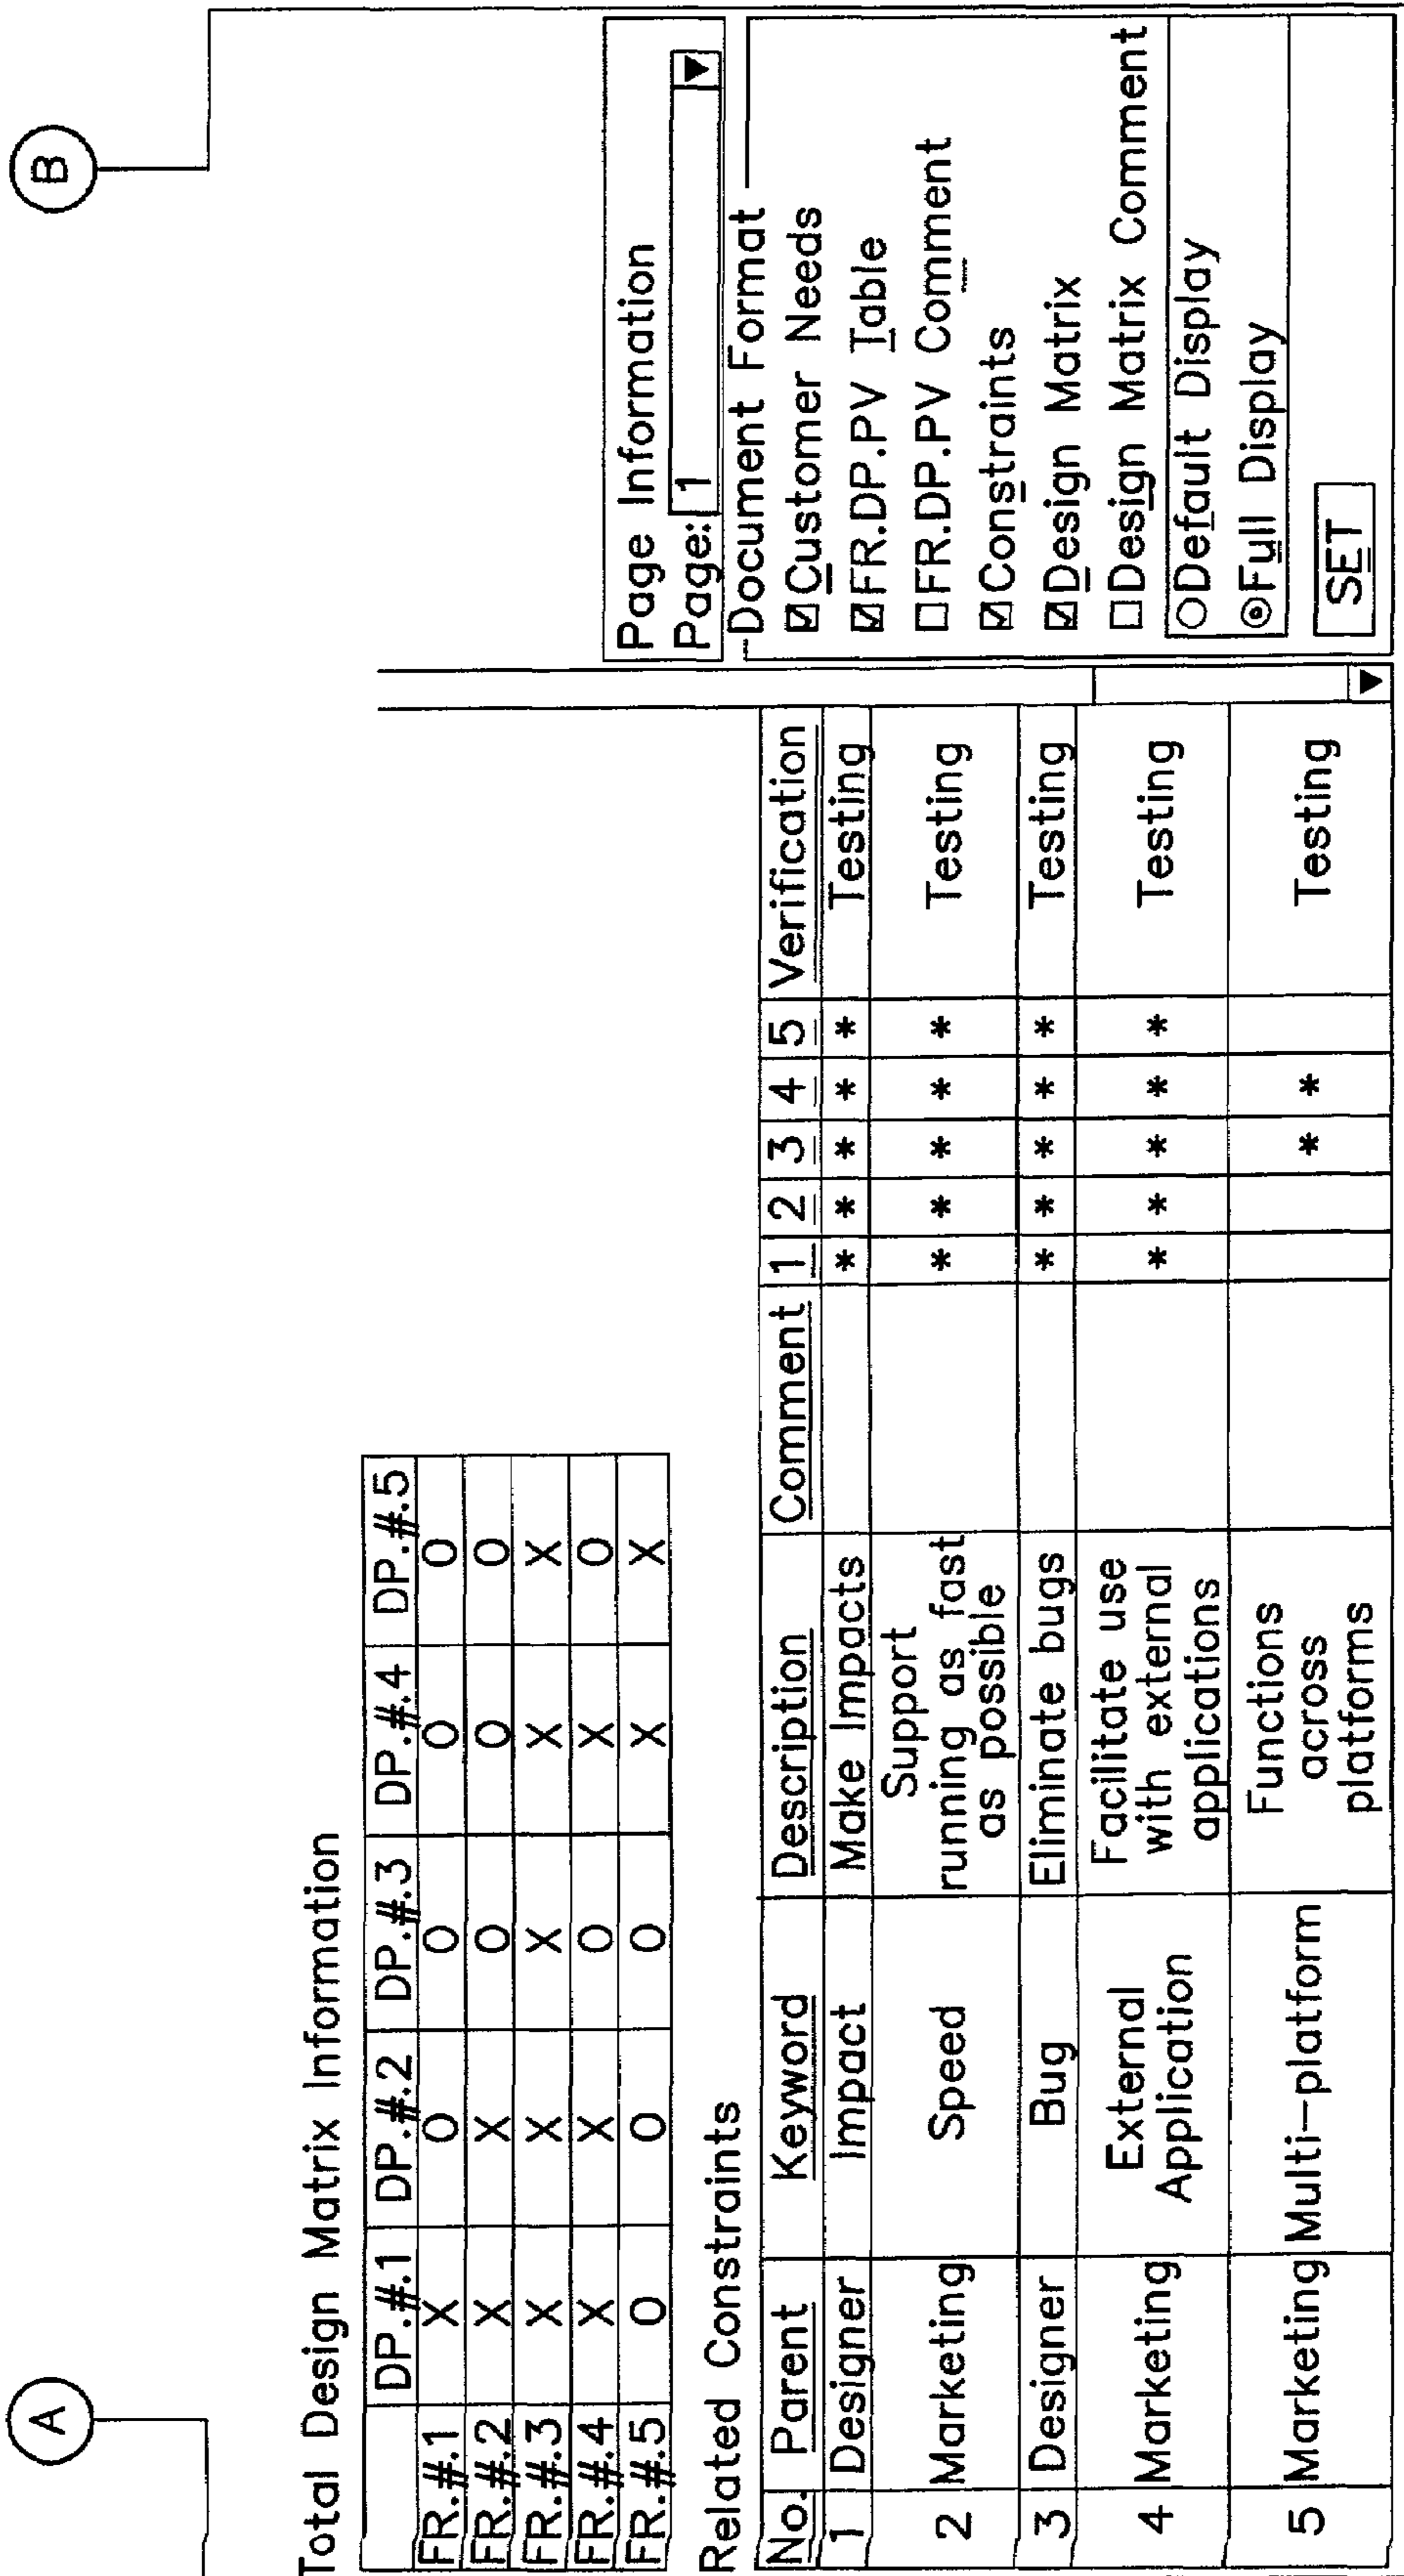 A
B
Total Design Matrix Information
DP.#.1 DP.#.2 DP.#.3 DP.#.4 DP.#.5
FR.#.1 X O O O O
FR.#.2 X X O O O
FR.#.3 X X X X X
FR.#.4 X X O X O
FR.#.5 O O O X X
Related Constraints
No. Parent Keyword Description Comment 1 2 3 4 5 Verification
1 Designer Impact Make Impacts * * * * * Testing
2 Marketing Speed Support running as fast as possible * * * * * Testing
3 Designer Bug Eliminate bugs * * * * * Testing
4 Marketing External Application Facilitate use with external applications * * * * * Testing
5 Marketing Multi-platform Functions across platforms * * Testing
Page Information
Page: 1
Document Format
Customer Needs
FR.DP.PV Table
FR.DP.PV Comment
Constraints
Design Matrix
Design Matrix Comment
Default Display
Full Display
SET